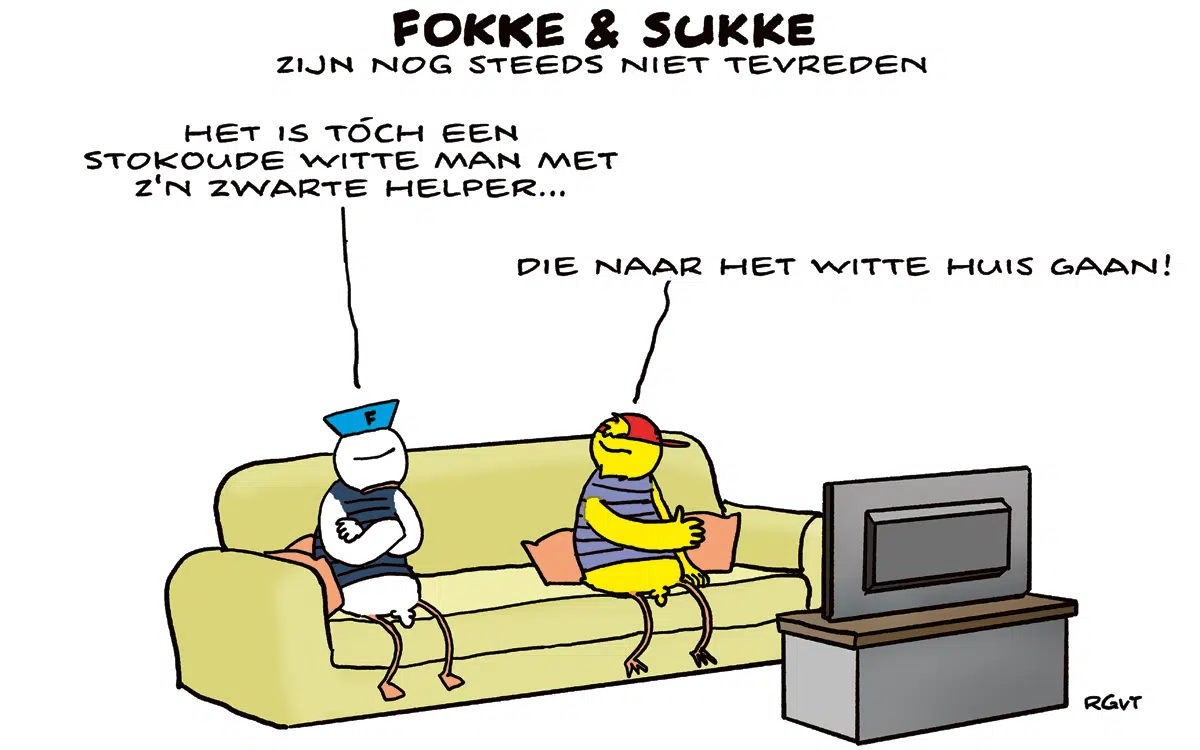 FOKKE & SUKKE
ZIJN NOG STEEDS NIET TEVREDEN
HET IS TÓCH EEN
STOKOUDE WITTE MAN MET
Z'N ZWARTE HELPER...
DIE NAAR HET WITTE HUIS GAAN!
F
RGvT